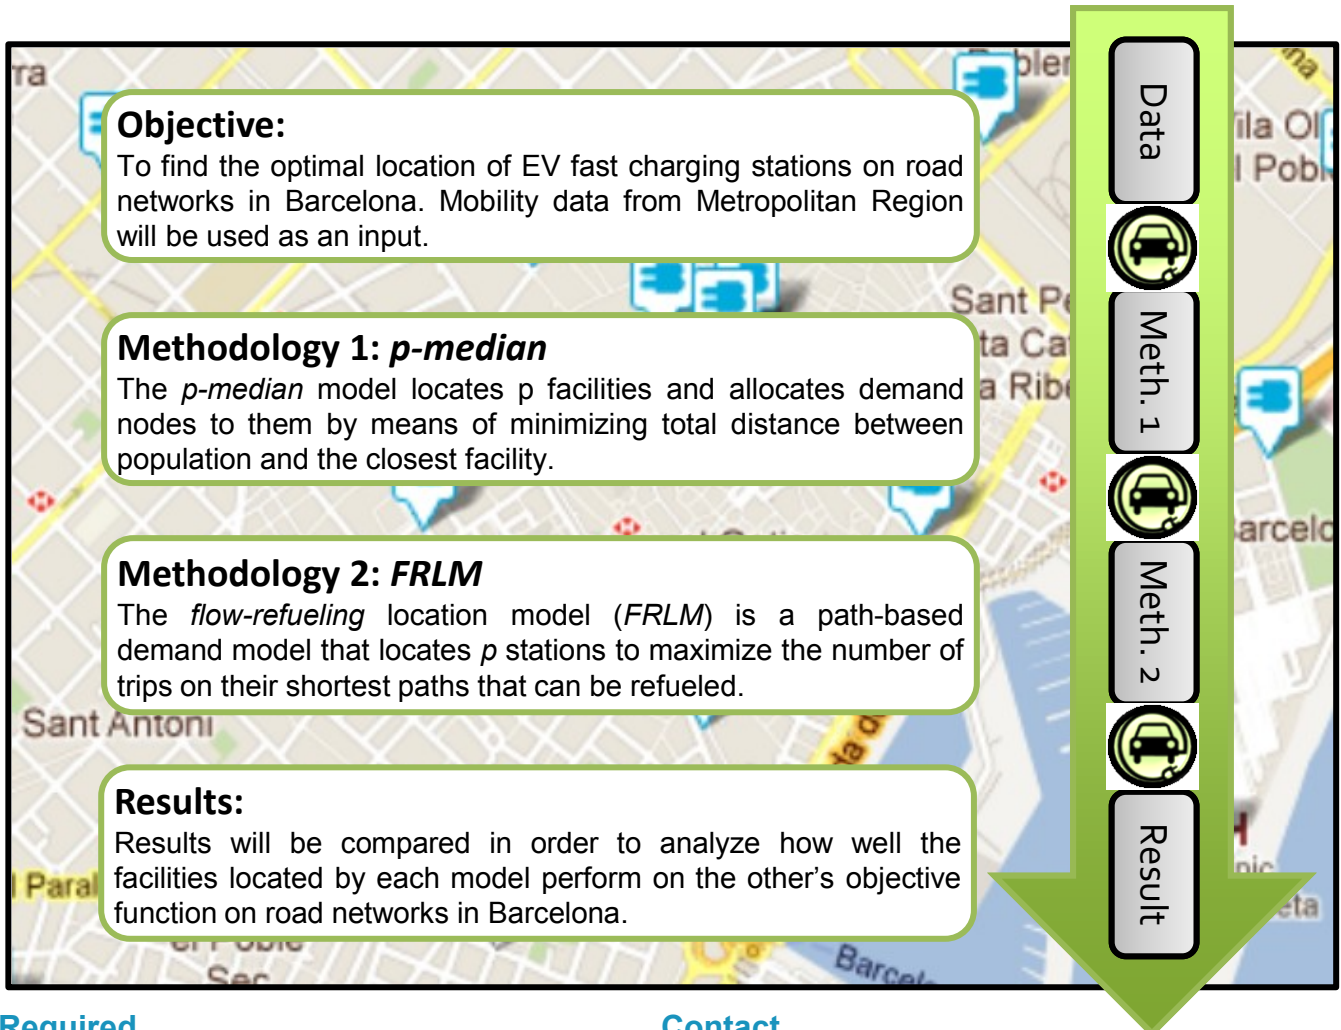 Objective:
To find the optimal location of EV fast charging stations on road
networks in Barcelona. Mobility data from Metropolitan Region
will be used as an input.
Methodology 1: p-median
The p-median model locates p facilities and allocates demand
nodes to them by means of minimizing total distance between
population and the closest facility.
Methodology 2: FRLM
The flow-refueling location model (FRLM) is a path-based
demand model that locates p stations to maximize the number of
trips on their shortest paths that can be refueled.
Sant Antoni
Results:
Results will be compared in order to analyze how well the
facilities located by each model perform on the other's objective
function on road networks in Barcelona.
Data
Meth. 1
Meth. 2
Result
Required
Contact